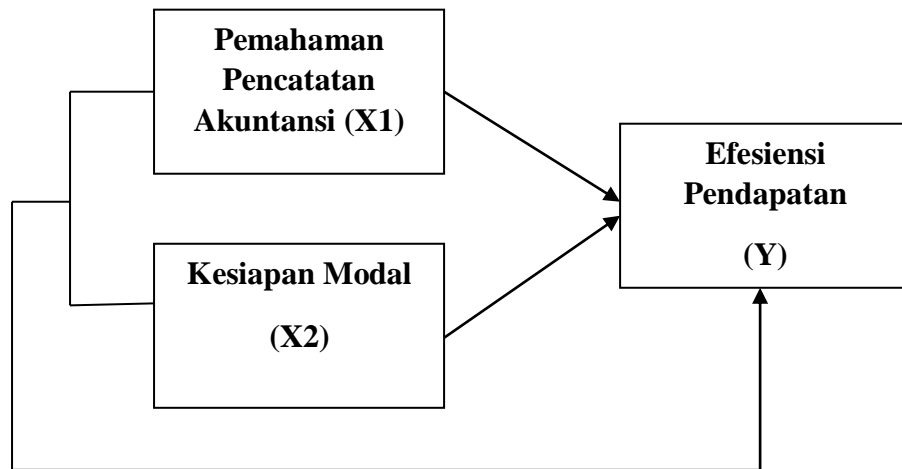 Pemahaman
Pencatatan
Akuntansi (X1)
Kesiapan Modal
(X2)
Efesiensi
Pendapatan
(Y)